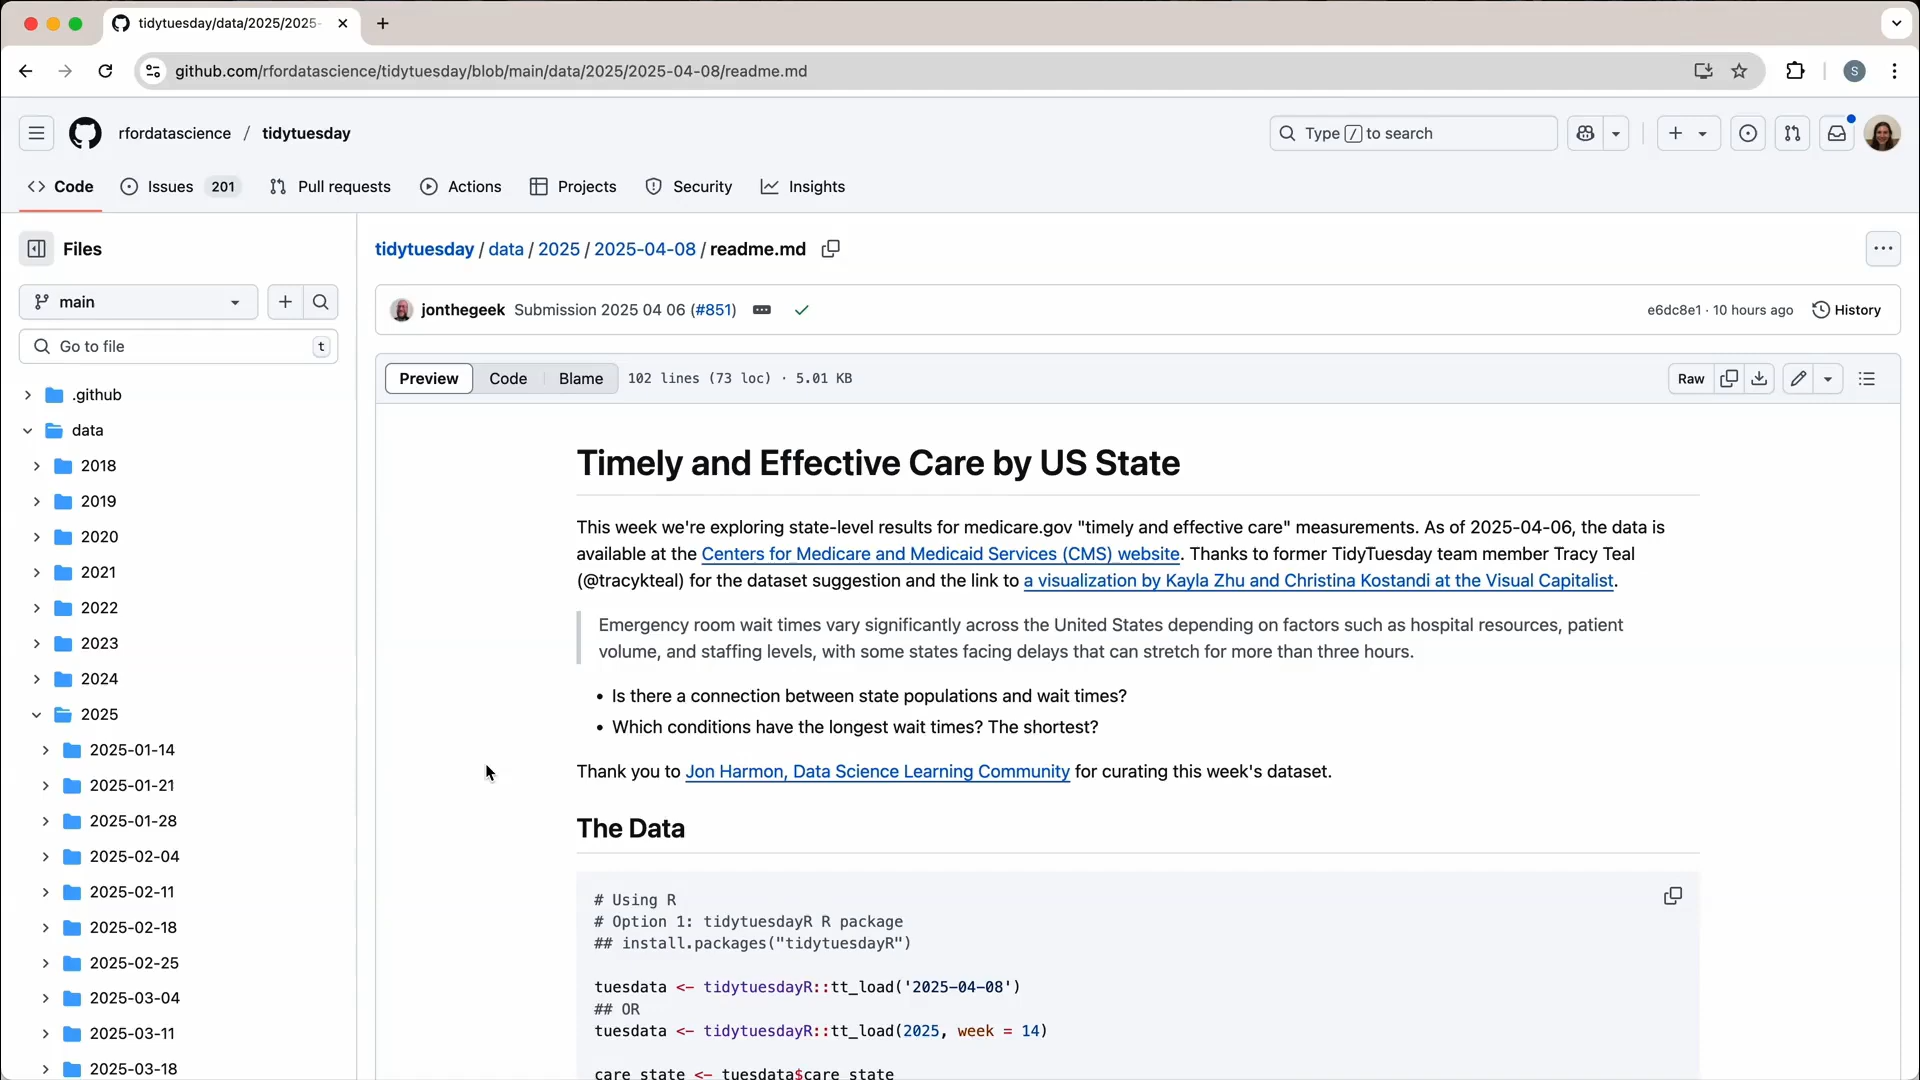 tidytuesday/data/2025/2025-
github.com/rfordatascience/tidytuesday/blob/main/data/2025/2025-04-08/readme.md
S
rfordatascience / tidytuesday
Type / to search
Code
Issues 201
Pull requests
Actions
Projects
Security
Insights
Files
tidytuesday / data / 2025 / 2025-04-08 / readme.md
main
jonthegeek Submission 2025 04 06 (#851)
e6dc8e1 · 10 hours ago
History
Go to file t
Preview Code Blame 102 lines (73 loc) · 5.01 KB
Raw
.github
data
2018
2019
2020
2021
2022
2023
2024
2025
2025-01-14
2025-01-21
2025-01-28
2025-02-04
2025-02-11
2025-02-18
2025-02-25
2025-03-04
2025-03-11
2025-03-18
Timely and Effective Care by US State
This week we're exploring state-level results for medicare.gov "timely and effective care" measurements. As of 2025-04-06, the data is
available at the Centers for Medicare and Medicaid Services (CMS) website. Thanks to former TidyTuesday team member Tracy Teal
(@tracykteal) for the dataset suggestion and the link to a visualization by Kayla Zhu and Christina Kostandi at the Visual Capitalist.
Emergency room wait times vary significantly across the United States depending on factors such as hospital resources, patient
volume, and staffing levels, with some states facing delays that can stretch for more than three hours.
• Is there a connection between state populations and wait times?
• Which conditions have the longest wait times? The shortest?
Thank you to Jon Harmon, Data Science Learning Community for curating this week's dataset.
The Data
# Using R
# Option 1: tidytuesdayR R package
## install.packages("tidytuesdayR")
tuesdata <- tidytuesdayR::tt_load('2025-04-08')
## OR
tuesdata <- tidytuesdayR::tt_load(2025, week = 14)
care_state <- tuesdata$care_state